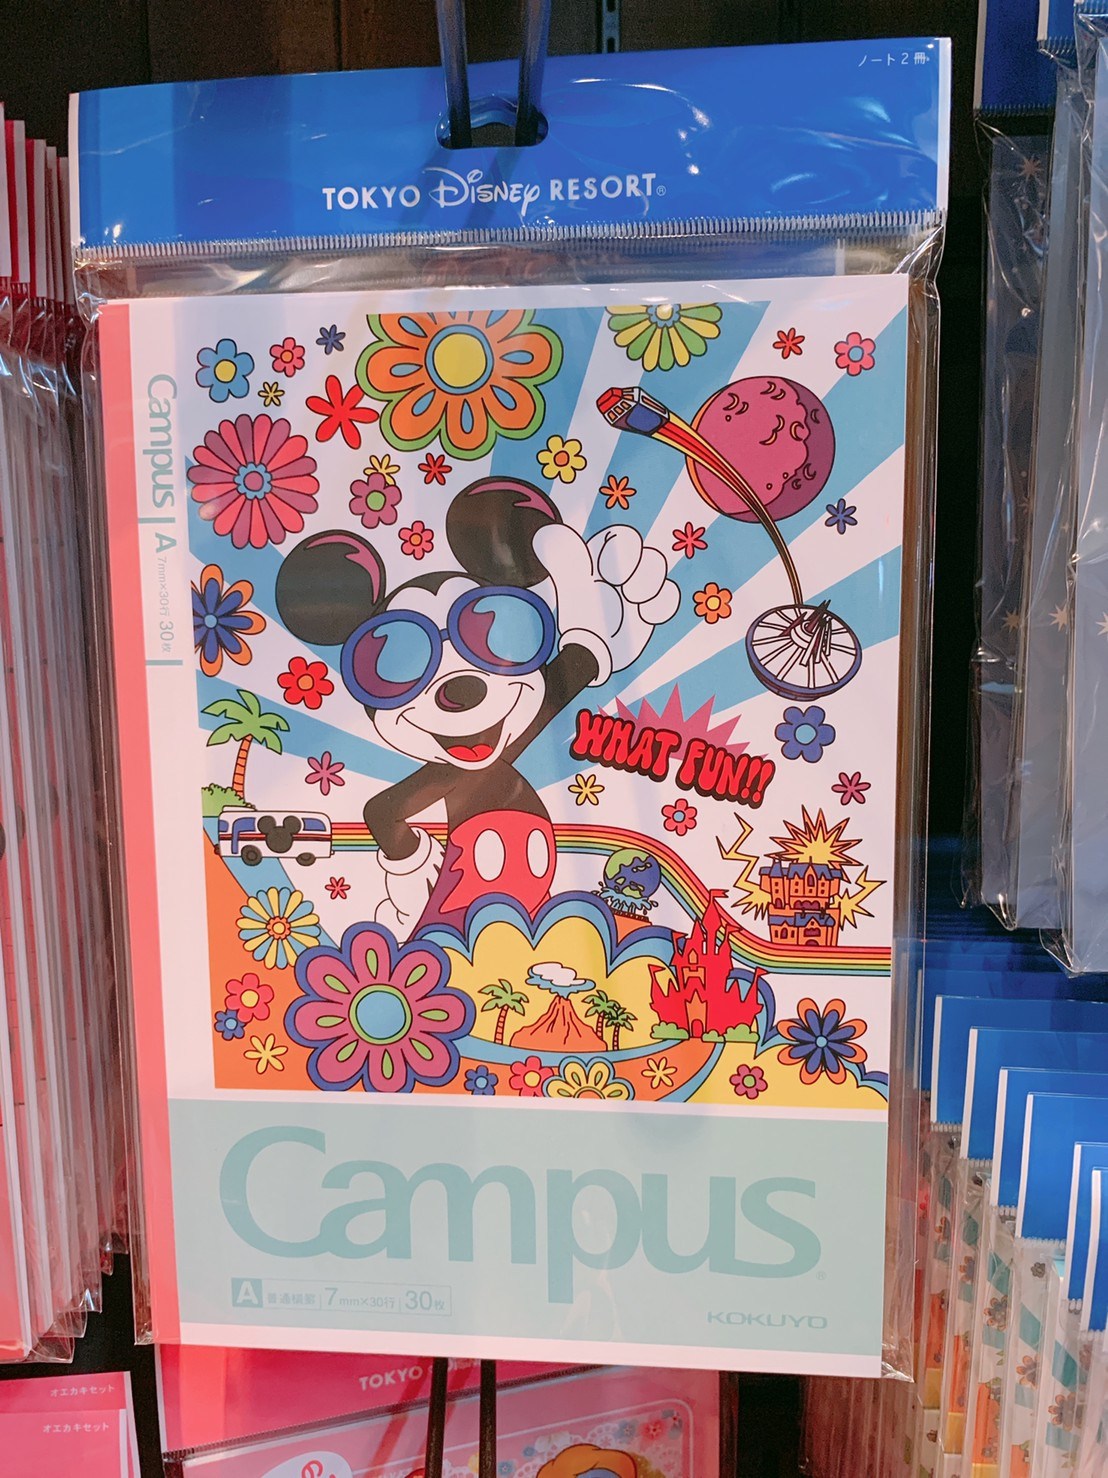 ノート2冊
TOKYO Disney RESORT®
Campus A 7mm×30行 30枚
WHAT FUN!!
Campus®
A 普通横罫 7mm×30行 30枚
KOKUYO
オエカキセット
オエカキセット
TOKYO